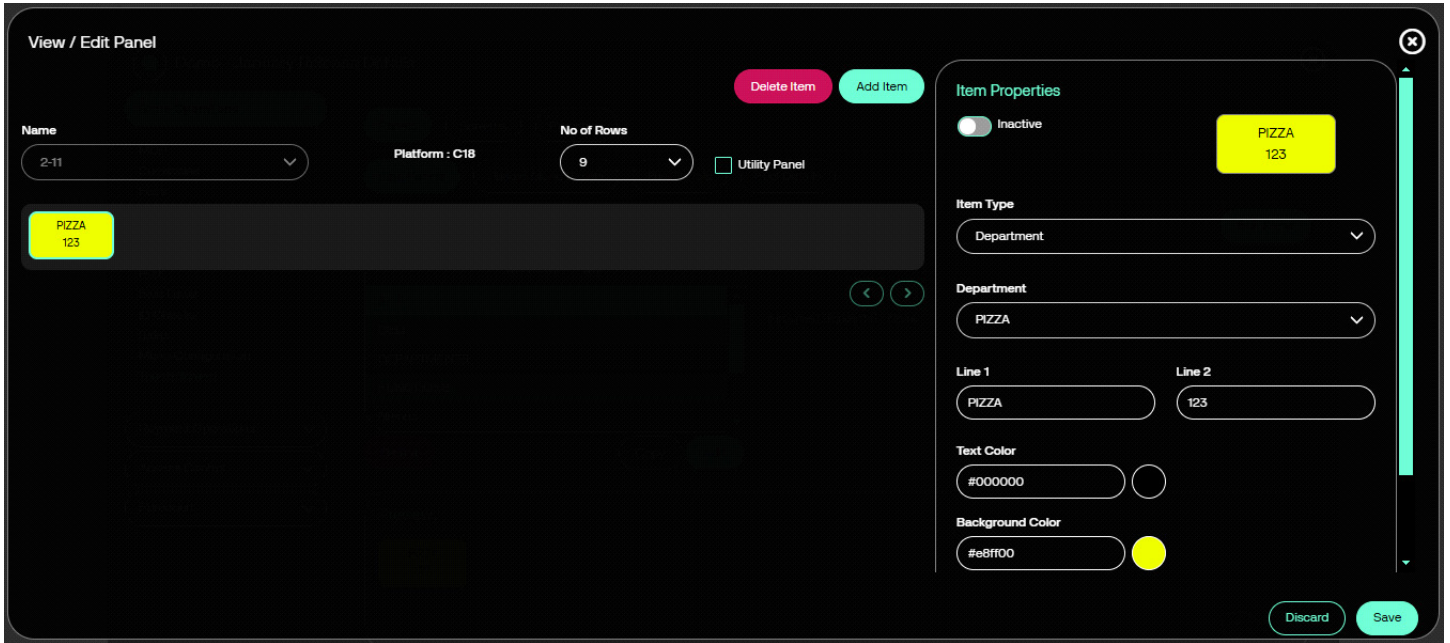 View / Edit Panel
Delete Item
Add Item
Name
2-11
Platform : C18
No of Rows
9
Utility Panel
PIZZA
123
Item Properties
Inactive
PIZZA
123
Item Type
Department
Department
PIZZA
Line 1
Line 2
PIZZA
123
Text Color
#000000
Background Color
#e8ff00
Discard
Save